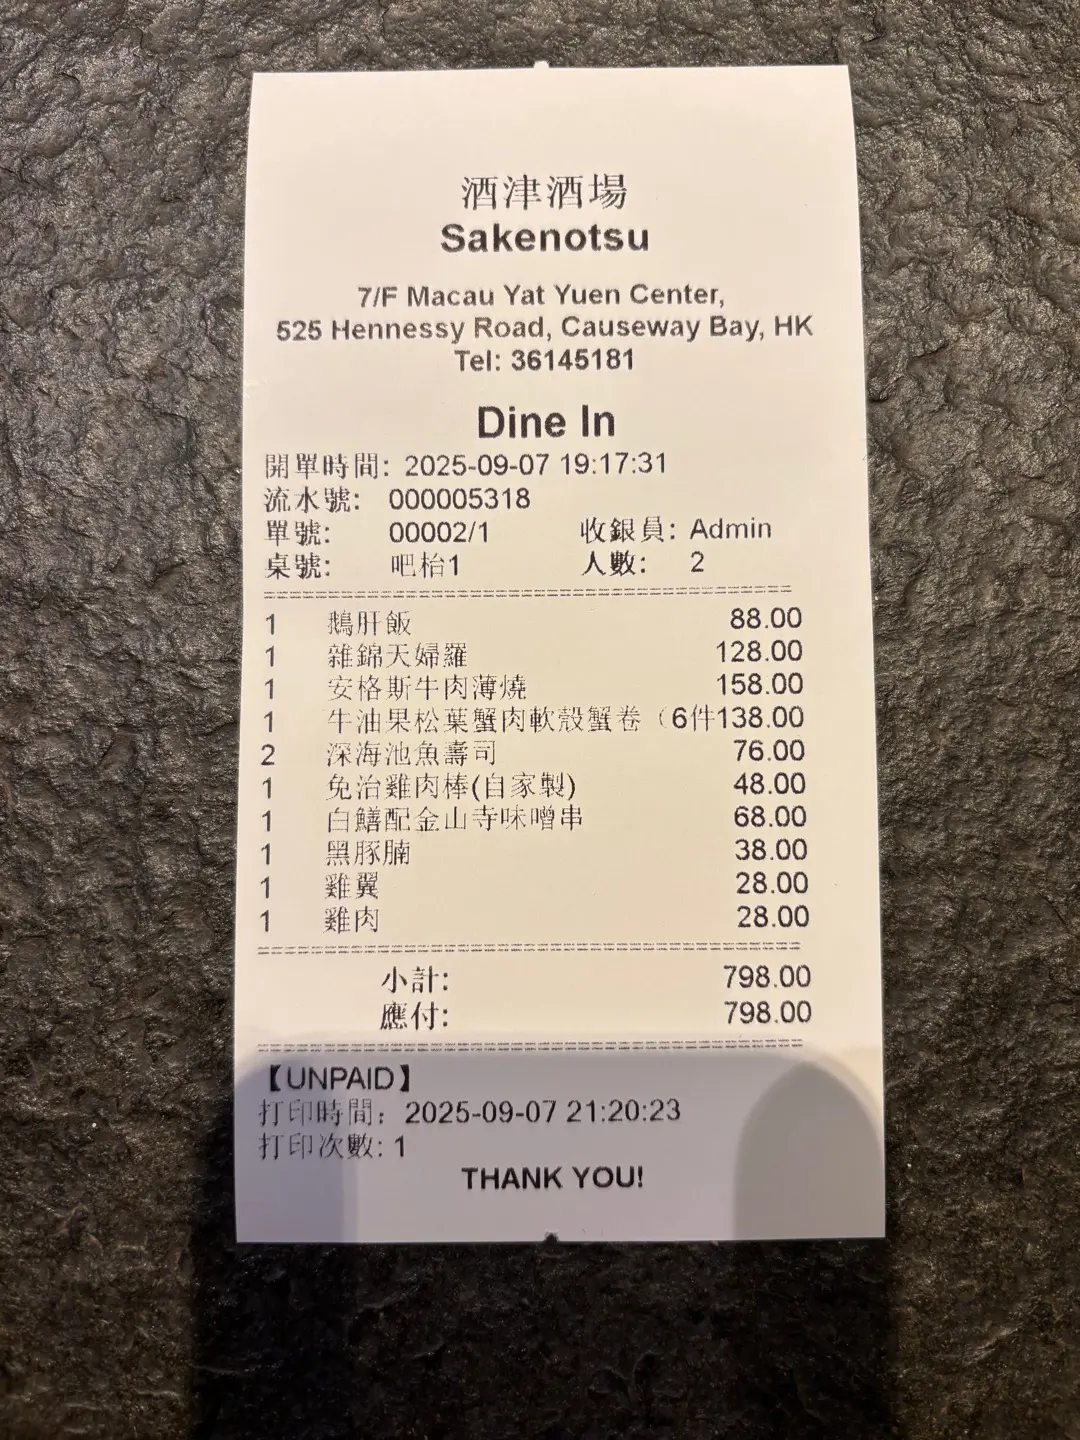 酒津酒場
Sakenotsu
7/F Macau Yat Yuen Center,
525 Hennessy Road, Causeway Bay, HK
Tel: 36145181
Dine In
開單時間: 2025-09-07 19:17:31
流水號: 000005318
單號: 00002/1 收銀員: Admin
桌號: 吧枱1 人數: 2
1 鵝肝飯 88.00
1 雜錦天婦羅 128.00
1 安格斯牛肉薄燒 158.00
1 牛油果松葉蟹肉軟殼蟹卷（6件138.00
2 深海池魚壽司 76.00
1 免治雞肉棒(自家製) 48.00
1 白鱔配金山寺味噌串 68.00
1 黑豚腩 38.00
1 雞翼 28.00
1 雞肉 28.00
小計: 798.00
應付: 798.00
【UNPAID】
打印時間: 2025-09-07 21:20:23
打印次數: 1
THANK YOU!